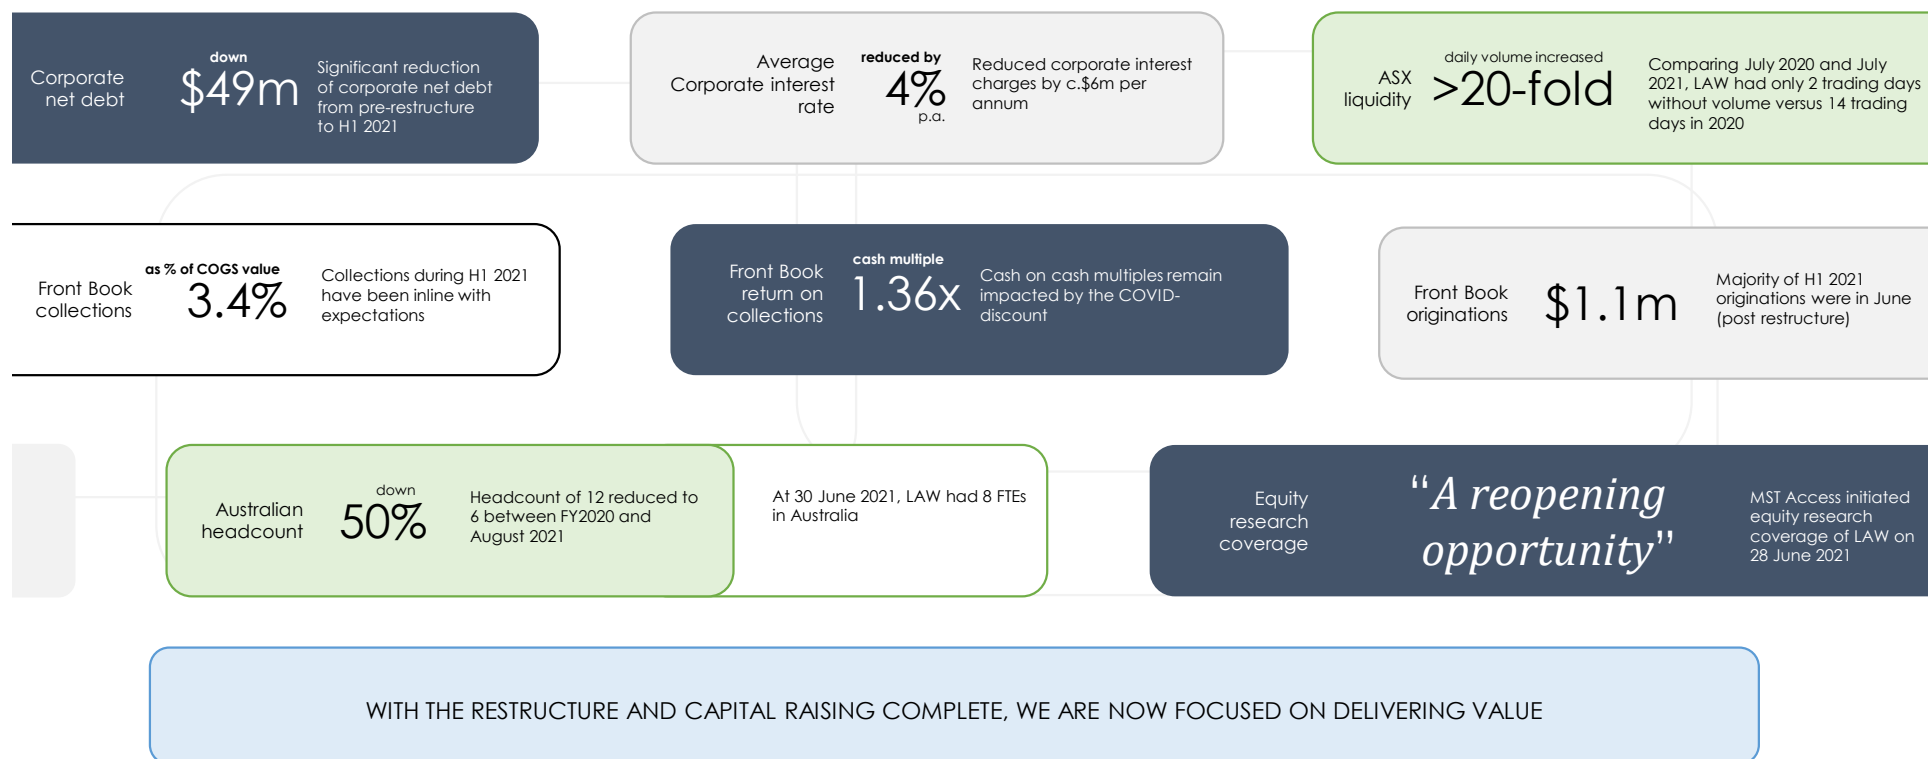 Corporate
net debt
down
$49m
Significant reduction
of corporate net debt
from pre-restructure
to H1 2021
Average
Corporate interest
rate
reduced by
4%
p.a.
Reduced corporate interest
charges by c.$6m per
annum
ASX
liquidity
daily volume increased
>20-fold
Comparing July 2020 and July
2021, LAW had only 2 trading days
without volume versus 14 trading
days in 2020
Front Book
collections
as % of COGS value
3.4%
Collections during H1 2021
have been inline with
expectations
Front Book
return on
collections
cash multiple
1.36x
Cash on cash multiples remain
impacted by the COVID-
discount
Front Book
originations
$1.1m
Majority of H1 2021
originations were in June
(post restructure)
Australian
headcount
down
50%
Headcount of 12 reduced to
6 between FY2020 and
August 2021
At 30 June 2021, LAW had 8 FTEs
in Australia
Equity
research
coverage
“A reopening
opportunity”
MST Access initiated
equity research
coverage of LAW on
28 June 2021
WITH THE RESTRUCTURE AND CAPITAL RAISING COMPLETE, WE ARE NOW FOCUSED ON DELIVERING VALUE